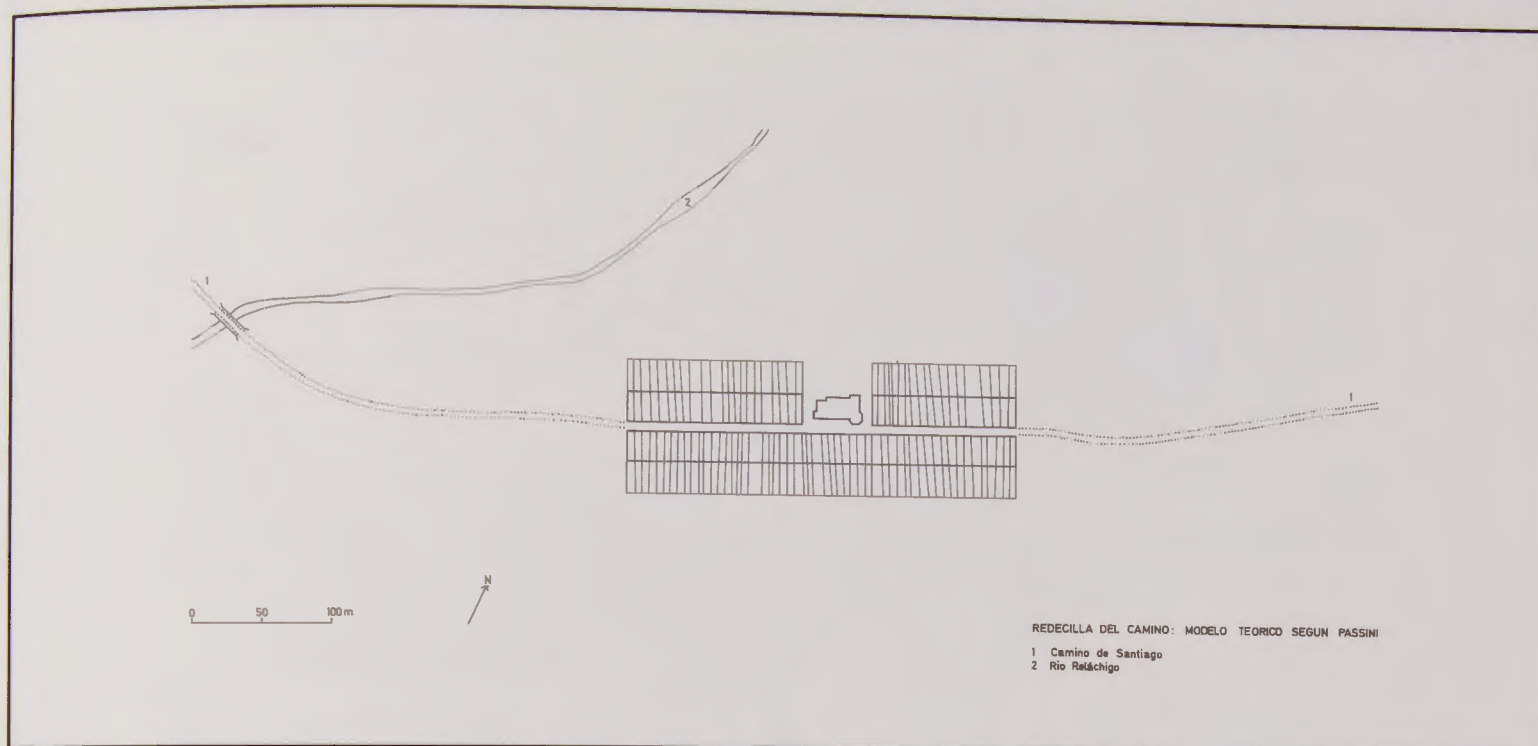 1
2
1
N
0 50 100 m
REDECILLA DEL CAMINO: MODELO TEORICO SEGUN PASSINI
1 Camino de Santiago
2 Rio Reláchigo